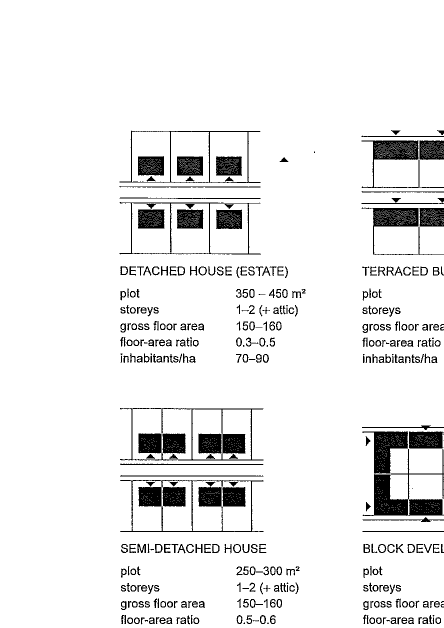 DETACHED HOUSE (ESTATE)
plot 350 – 450 m²
storeys 1–2 (+ attic)
gross floor area 150–160
floor-area ratio 0.3–0.5
inhabitants/ha 70–90
TERRACED BU
plot
storeys
gross floor area
floor-area ratio
inhabitants/ha
SEMI-DETACHED HOUSE
plot 250–300 m²
storeys 1–2 (+ attic)
gross floor area 150–160
floor-area ratio 0.5–0.6
BLOCK DEVEL
plot
storeys
gross floor area
floor-area ratio